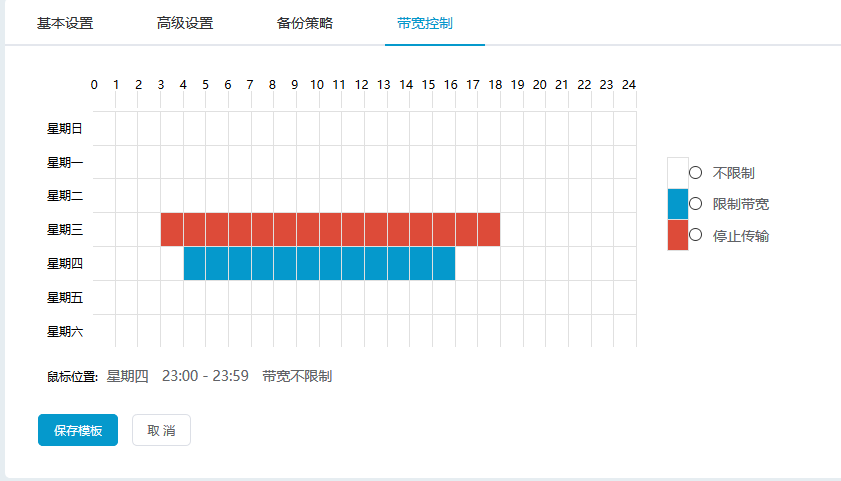 基本设置 高级设置 备份策略 带宽控制
0 1 2 3 4 5 6 7 8 9 10 11 12 13 14 15 16 17 18 19 20 21 22 23 24
星期日
星期一
不限制
星期二
限制带宽
星期三
停止传输
星期四
星期五
星期六
鼠标位置: 星期四 23:00 - 23:59 带宽不限制
保存模板 取 消